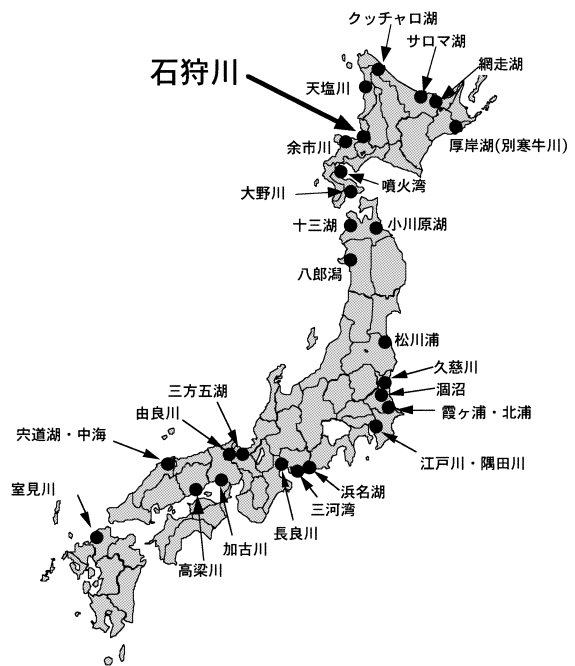 クッチャロ湖
サロマ湖
網走湖
石狩川
天塩川
余市川
厚岸湖(別寒牛川)
噴火湾
大野川
十三湖
小川原湖
八郎潟
松川浦
久慈川
涸沼
三方五湖
由良川
霞ヶ浦・北浦
宍道湖・中海
江戸川・隅田川
室見川
浜名湖
三河湾
長良川
加古川
高梁川